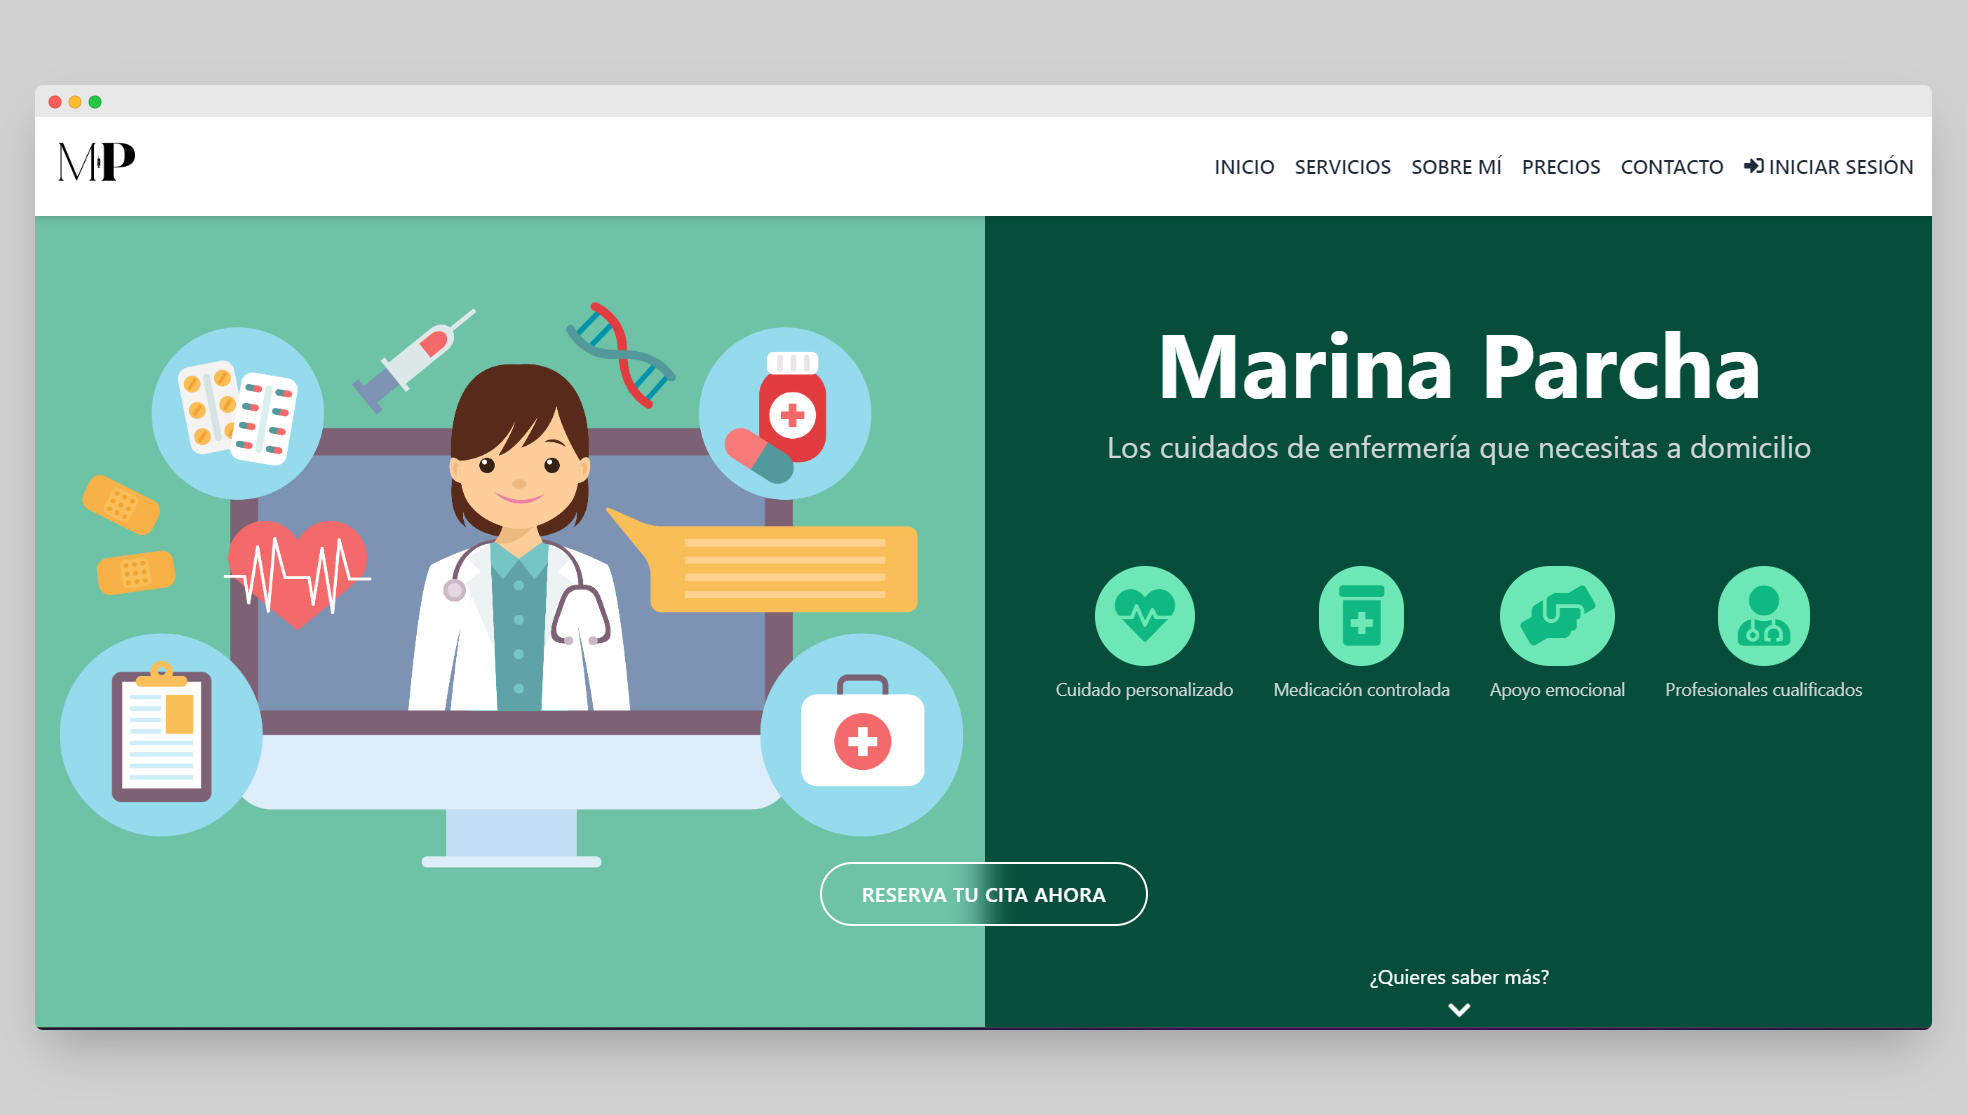 MP
INICIO SERVICIOS SOBRE MÍ PRECIOS CONTACTO INICIAR SESIÓN
Marina Parcha
Los cuidados de enfermería que necesitas a domicilio
Cuidado personalizado Medicación controlada Apoyo emocional Profesionales cualificados
RESERVA TU CITA AHORA
¿Quieres saber más?